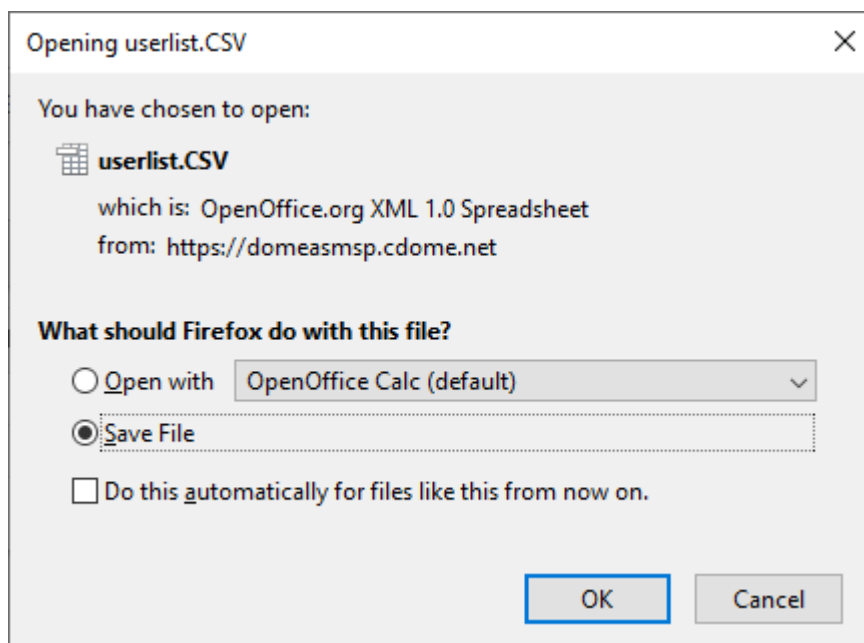 Opening userlist.CSV
You have chosen to open:
userlist.CSV
which is: OpenOffice.org XML 1.0 Spreadsheet
from: https://domeasmsp.cdome.net
What should Firefox do with this file?
Open with OpenOffice Calc (default)
Save File
Do this automatically for files like this from now on.
OK Cancel